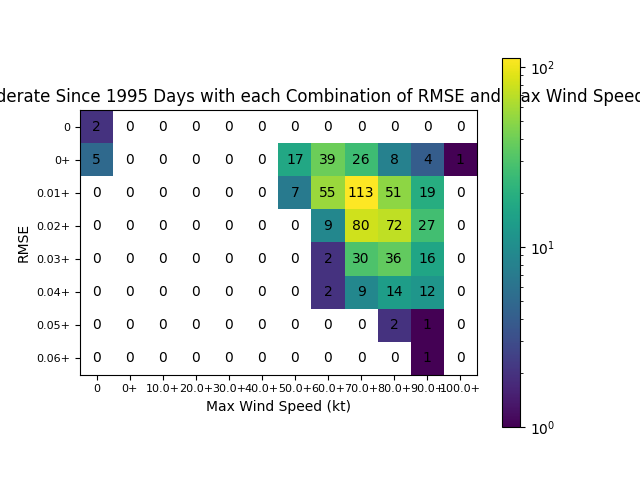 derate Since 1995 Days with each Combination of RMSE and Max Wind Speed
10²
0 2 0 0 0 0 0 0 0 0 0 0 0
0+ 5 0 0 0 0 0 17 39 26 8 4 1
0.01+ 0 0 0 0 0 0 7 55 113 51 19 0
0.02+ 0 0 0 0 0 0 0 9 80 72 27 0
10¹
0.03+ 0 0 0 0 0 0 0 2 30 36 16 0
0.04+ 0 0 0 0 0 0 0 2 9 14 12 0
0.05+ 0 0 0 0 0 0 0 0 0 2 1 0
0.06+ 0 0 0 0 0 0 0 0 0 0 1 0
RMSE
0 0+ 10.0+ 20.0+ 30.0+ 40.0+ 50.0+ 60.0+ 70.0+ 80.0+ 90.0+ 100.0+
Max Wind Speed (kt)
10⁰